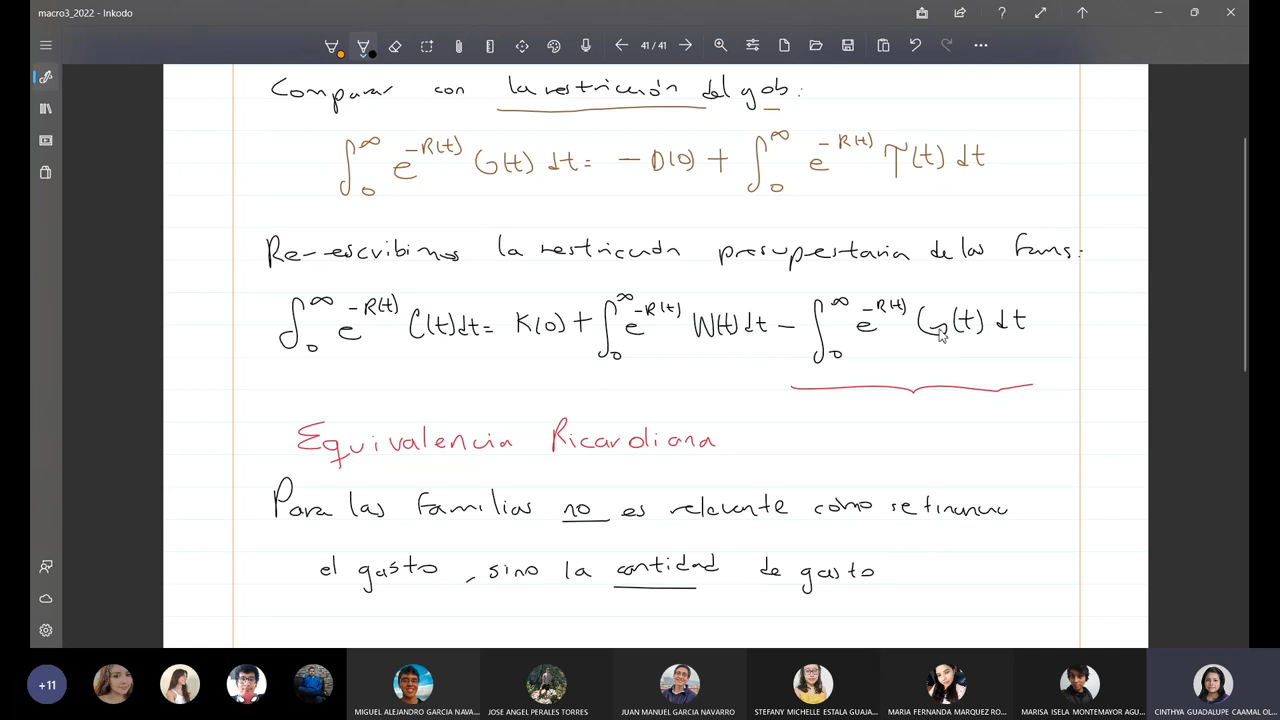 macro3_2022 - Inkodo
41 / 41
Comparar con la restricción del gob:
∫₀^∞ e^{-R(t)} G(t) dt = - D(0) + ∫₀^∞ e^{-R(t)} T(t) dt
Re-escribimos la restricción presupestaria de las fams:
∫₀^∞ e^{-R(t)} C(t)dt = K(0) + ∫₀^∞ e^{-R(t)} W(t)dt - ∫₀^∞ e^{-R(t)} G(t) dt
Equivalencia Ricardiana
Para las familias no es relevante cómo se financia
el gasto, sino la cantidad de gasto
+11
MIGUEL ALEJANDRO GARCIA NAVA...
JOSE ANGEL PERALES TORRES
JUAN MANUEL GARCIA NAVARRO
STEFANY MICHELLE ESTALA GUAJA...
MARIA FERNANDA MARQUEZ RO...
MARISA ISELA MONTEMAYOR AGU...
CINTHYA GUADALUPE CAAMAL OL...